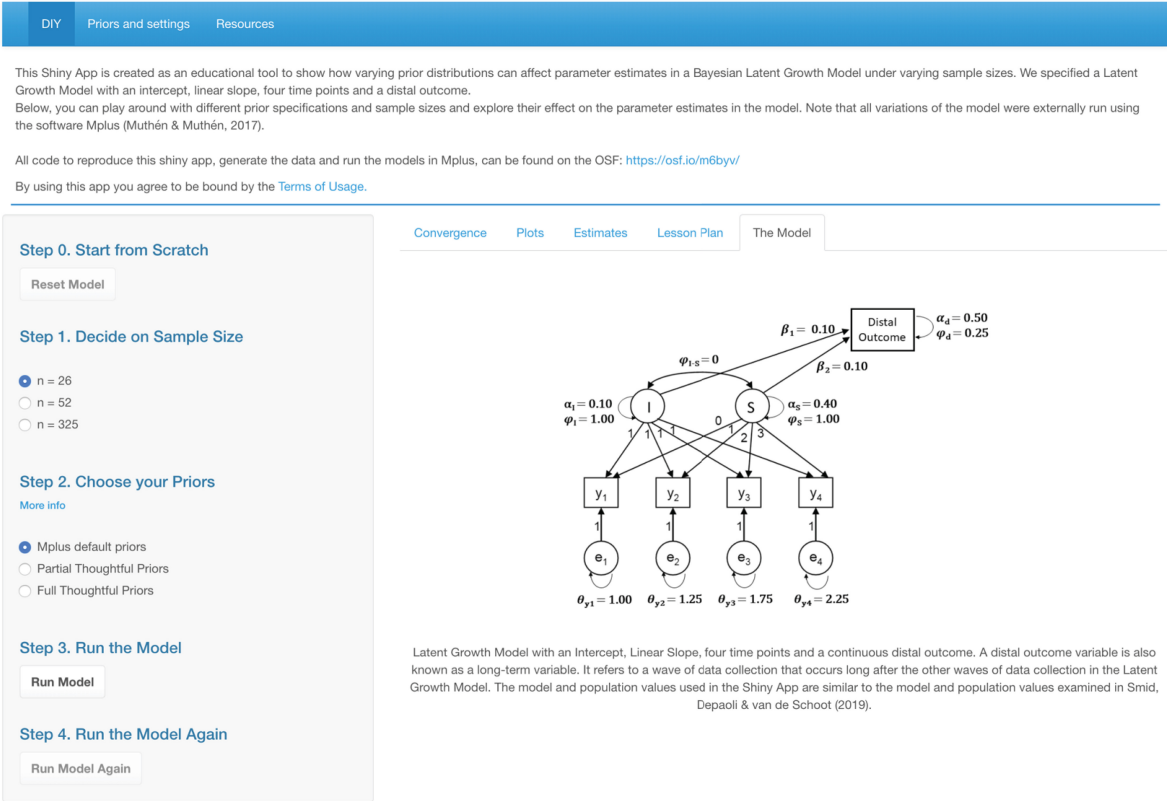 DIY Priors and settings Resources
This Shiny App is created as an educational tool to show how varying prior distributions can affect parameter estimates in a Bayesian Latent Growth Model under varying sample sizes. We specified a Latent
Growth Model with an intercept, linear slope, four time points and a distal outcome.
Below, you can play around with different prior specifications and sample sizes and explore their effect on the parameter estimates in the model. Note that all variations of the model were externally run using
the software Mplus (Muthén & Muthén, 2017).
All code to reproduce this shiny app, generate the data and run the models in Mplus, can be found on the OSF: https://osf.io/m6byv/
By using this app you agree to be bound by the Terms of Usage.
Step 0. Start from Scratch
Reset Model
Step 1. Decide on Sample Size
n = 26
n = 52
n = 325
Step 2. Choose your Priors
More info
Mplus default priors
Partial Thoughtful Priors
Full Thoughtful Priors
Step 3. Run the Model
Run Model
Step 4. Run the Model Again
Run Model Again
Convergence Plots Estimates Lesson Plan The Model
β₁ = 0.10
Distal
Outcome
α_d = 0.50
φ_d = 0.25
φ_I-S = 0
β₂ = 0.10
α_I = 0.10
φ_I = 1.00
I
S
α_S = 0.40
φ_S = 1.00
1 1 1 1 0 1 2 3
y₁ y₂ y₃ y₄
1 1 1 1
e₁ e₂ e₃ e₄
θ_y1 = 1.00 θ_y2 = 1.25 θ_y3 = 1.75 θ_y4 = 2.25
Latent Growth Model with an Intercept, Linear Slope, four time points and a continuous distal outcome. A distal outcome variable is also
known as a long-term variable. It refers to a wave of data collection that occurs long after the other waves of data collection in the Latent
Growth Model. The model and population values used in the Shiny App are similar to the model and population values examined in Smid,
Depaoli & van de Schoot (2019).